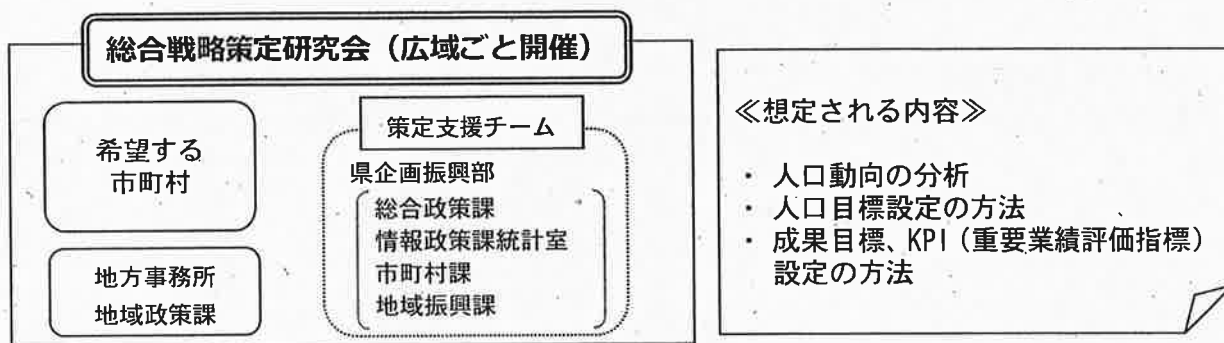 総合戦略策定研究会（広域ごと開催）
希望する
市町村
地方事務所
地域政策課
策定支援チーム
県企画振興部
総合政策課
情報政策課統計室
市町村課
地域振興課
≪想定される内容≫
・ 人口動向の分析
・ 人口目標設定の方法
・ 成果目標、KPI（重要業績評価指標）
設定の方法